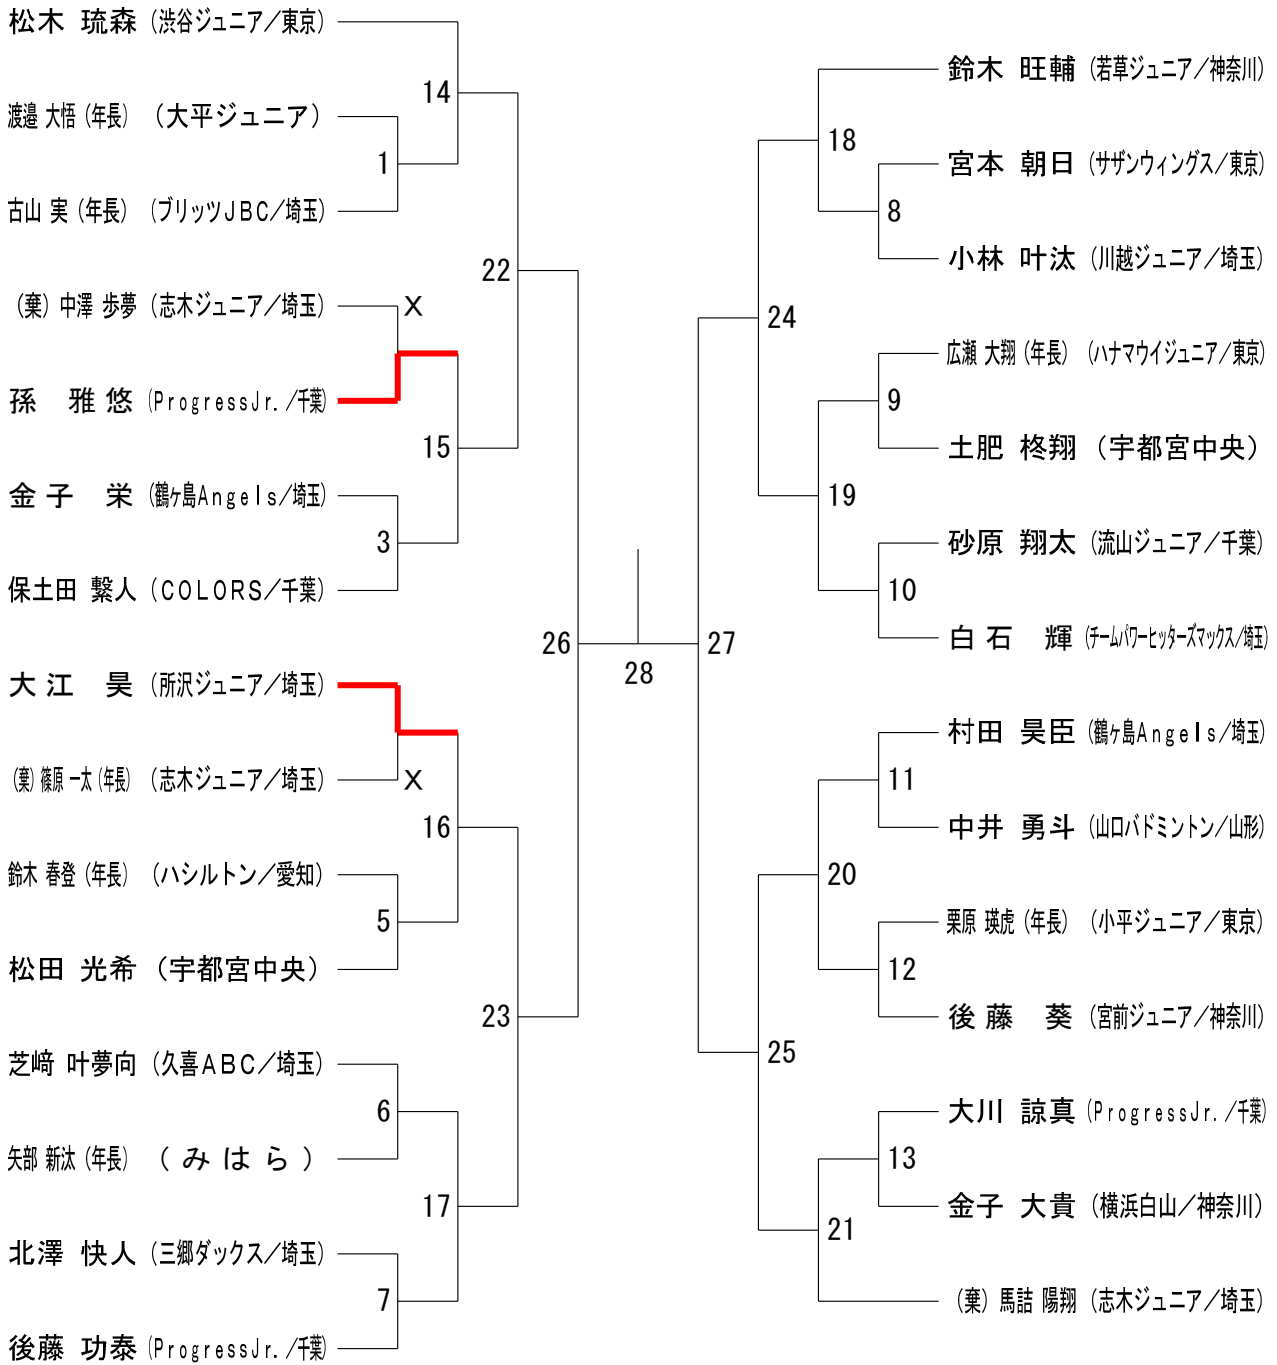 松木 琉森（渋谷ジュニア／東京）
14
渡邉 大悟（年長）（大平ジュニア）
1
古山 実（年長）（ブリッツJBC／埼玉）
22
（棄）中澤 歩夢（志木ジュニア／埼玉）
X
孫 雅悠（ProgressJr.／千葉）
15
金子 栄（鶴ヶ島Angels／埼玉）
3
保土田 繋人（COLORS／千葉）
26
28
大江 昊（所沢ジュニア／埼玉）
（棄）篠原 一太（年長）（志木ジュニア／埼玉）
X
16
鈴木 春登（年長）（ハシルトン／愛知）
5
松田 光希（宇都宮中央）
23
芝﨑 叶夢向（久喜ABC／埼玉）
6
矢部 新汰（年長）（みはら）
17
北澤 快人（三郷ダックス／埼玉）
7
後藤 功泰（ProgressJr.／千葉）
鈴木 旺輔（若草ジュニア／神奈川）
18
宮本 朝日（サザンウィングス／東京）
8
小林 叶汰（川越ジュニア／埼玉）
24
広瀬 大翔（年長）（ハナマウイジュニア／東京）
9
土肥 柊翔（宇都宮中央）
19
砂原 翔太（流山ジュニア／千葉）
10
白石 輝（チームパワーヒッターズマックス／埼玉）
27
村田 昊臣（鶴ヶ島Angels／埼玉）
11
中井 勇斗（山口バドミントン／山形）
20
栗原 瑛虎（年長）（小平ジュニア／東京）
12
後藤 葵（宮前ジュニア／神奈川）
25
大川 諒真（ProgressJr.／千葉）
13
金子 大貴（横浜白山／神奈川）
21
（棄）馬詰 陽翔（志木ジュニア／埼玉）